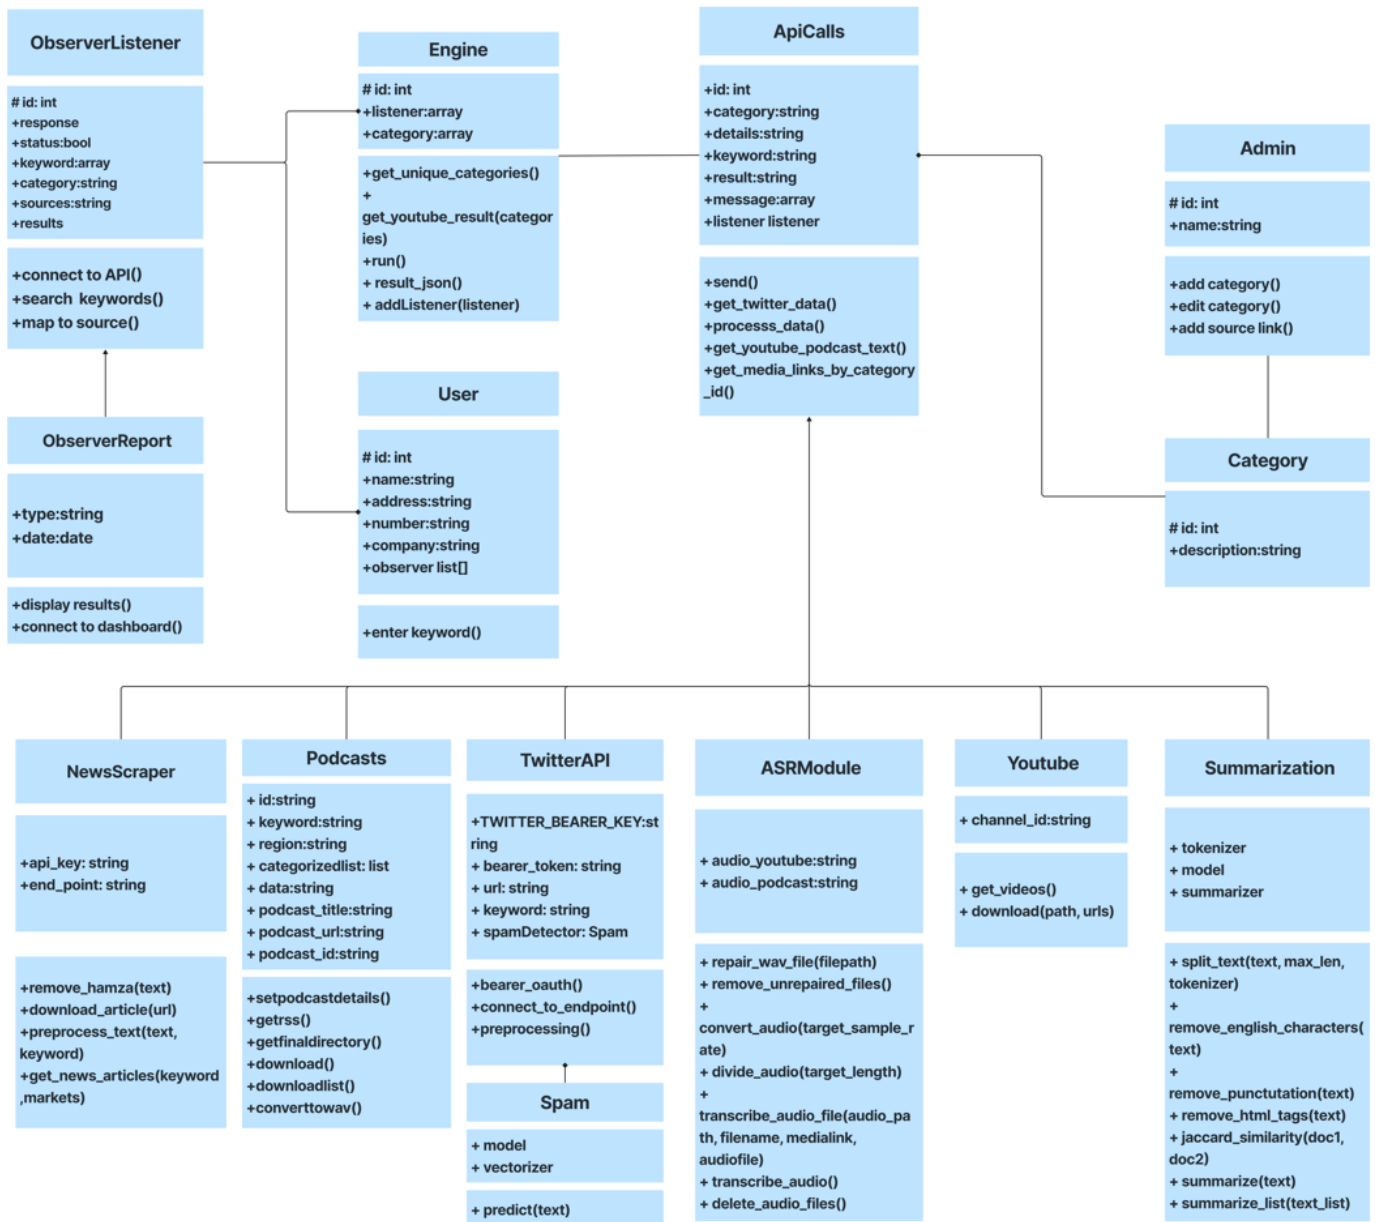 ObserverListener
# id: int
+response
+status:bool
+keyword:array
+category:string
+sources:string
+results
+connect to API()
+search keywords()
+map to source()
ObserverReport
+type:string
+date:date
+display results()
+connect to dashboard()
Engine
# id: int
+listener:array
+category:array
+get_unique_categories()
+
get_youtube_result(categor
ies)
+run()
+ result_json()
+ addListener(listener)
User
# id: int
+name:string
+address:string
+number:string
+company:string
+observer list[]
+enter keyword()
ApiCalls
+id: int
+category:string
+details:string
+keyword:string
+result:string
+message:array
+listener listener
+send()
+get_twitter_data()
+processs_data()
+get_youtube_podcast_text()
+get_media_links_by_category
_id()
Admin
# id: int
+name:string
+add category()
+edit category()
+add source link()
Category
# id: int
+description:string
NewsScraper
+api_key: string
+end_point: string
+remove_hamza(text)
+download_article(url)
+preprocess_text(text,
keyword)
+get_news_articles(keyword
,markets)
Podcasts
+ id:string
+ keyword:string
+ region:string
+ categorizedlist: list
+ data:string
+ podcast_title:string
+ podcast_url:string
+ podcast_id:string
+setpodcastdetails()
+getrss()
+getfinaldirectory()
+download()
+downloadlist()
+converttowav()
TwitterAPI
+TWITTER_BEARER_KEY:st
ring
+ bearer_token: string
+ url: string
+ keyword: string
+ spamDetector: Spam
+bearer_oauth()
+connect_to_endpoint()
+preprocessing()
Spam
+ model
+ vectorizer
+ predict(text)
ASRModule
+ audio_youtube:string
+ audio_podcast:string
+ repair_wav_file(filepath)
+ remove_unrepaired_files()
+
convert_audio(target_sample_r
ate)
+ divide_audio(target_length)
+
transcribe_audio_file(audio_pa
th, filename, medialink,
audiofile)
+ transcribe_audio()
+ delete_audio_files()
Youtube
+ channel_id:string
+ get_videos()
+ download(path, urls)
Summarization
+ tokenizer
+ model
+ summarizer
+ split_text(text, max_len,
tokenizer)
+
remove_english_characters(
text)
+
remove_punctutation(text)
+ remove_html_tags(text)
+ jaccard_similarity(doc1,
doc2)
+ summarize(text)
+ summarize_list(text_list)